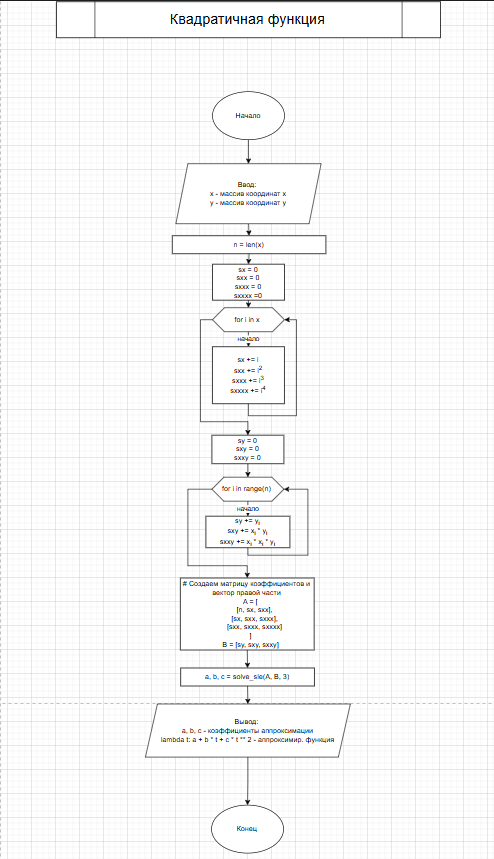 Квадратичная функция
Начало
Ввод:
x - массив координат x
y - массив координат y
n = len(x)
sx = 0
sxx = 0
sxxx = 0
sxxxx =0
for i in x
начало
sx += i
sxx += i²
sxxx += i³
sxxxx += i⁴
sy = 0
sxy = 0
sxxy = 0
for i in range(n)
начало
sy += yᵢ
sxy += xᵢ * yᵢ
sxxy += xᵢ * xᵢ * yᵢ
# Создаем матрицу коэффициентов и
вектор правой части
A = [
[n, sx, sxx],
[sx, sxx, sxxx],
[sxx, sxxx, sxxxx]
]
B = [sy, sxy, sxxy]
a, b, c = solve_sle(A, B, 3)
Вывод:
a, b, c - коэффициенты аппроксимации
lambda t: a + b * t + c * t ** 2 - аппроксимир. функция
Конец